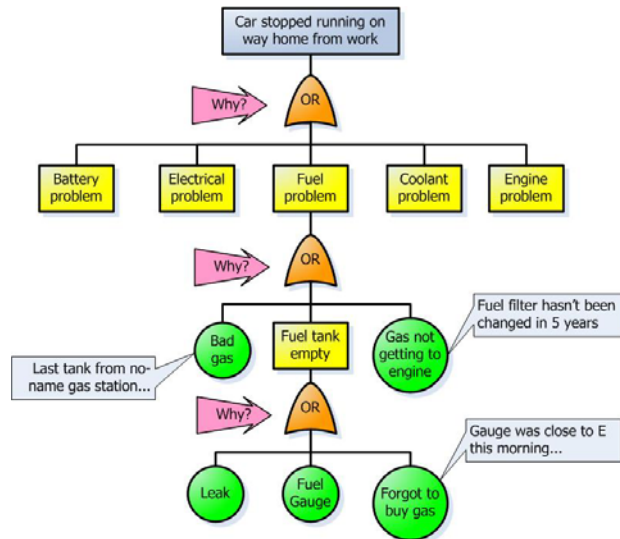 Car stopped running on
way home from work
Why?
OR
Battery
problem
Electrical
problem
Fuel
problem
Coolant
problem
Engine
problem
Why?
OR
Bad
gas
Fuel tank
empty
Gas not
getting to
engine
Fuel filter hasn't been
changed in 5 years
Last tank from no-
name gas station...
Why?
OR
Gauge was close to E
this morning...
Leak
Fuel
Gauge
Forgot to
buy gas